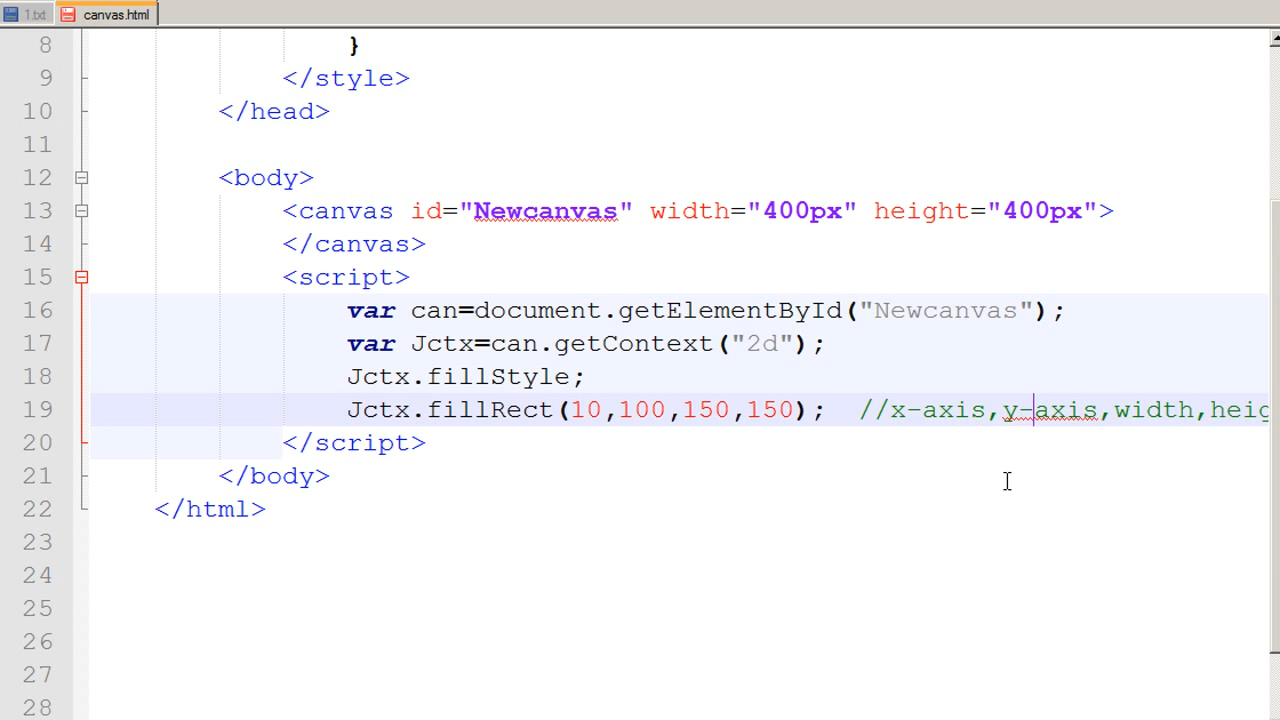 1.txt canvas.html
8 }
9 </style>
10 </head>
11
12 <body>
13 <canvas id="Newcanvas" width="400px" height="400px">
14 </canvas>
15 <script>
16 var can=document.getElementById("Newcanvas");
17 var Jctx=can.getContext("2d");
18 Jctx.fillStyle;
19 Jctx.fillRect(10,100,150,150); //x-axis,y-axis,width,heig
20 </script>
21 </body>
22 </html>
23
24
25
26
27
28